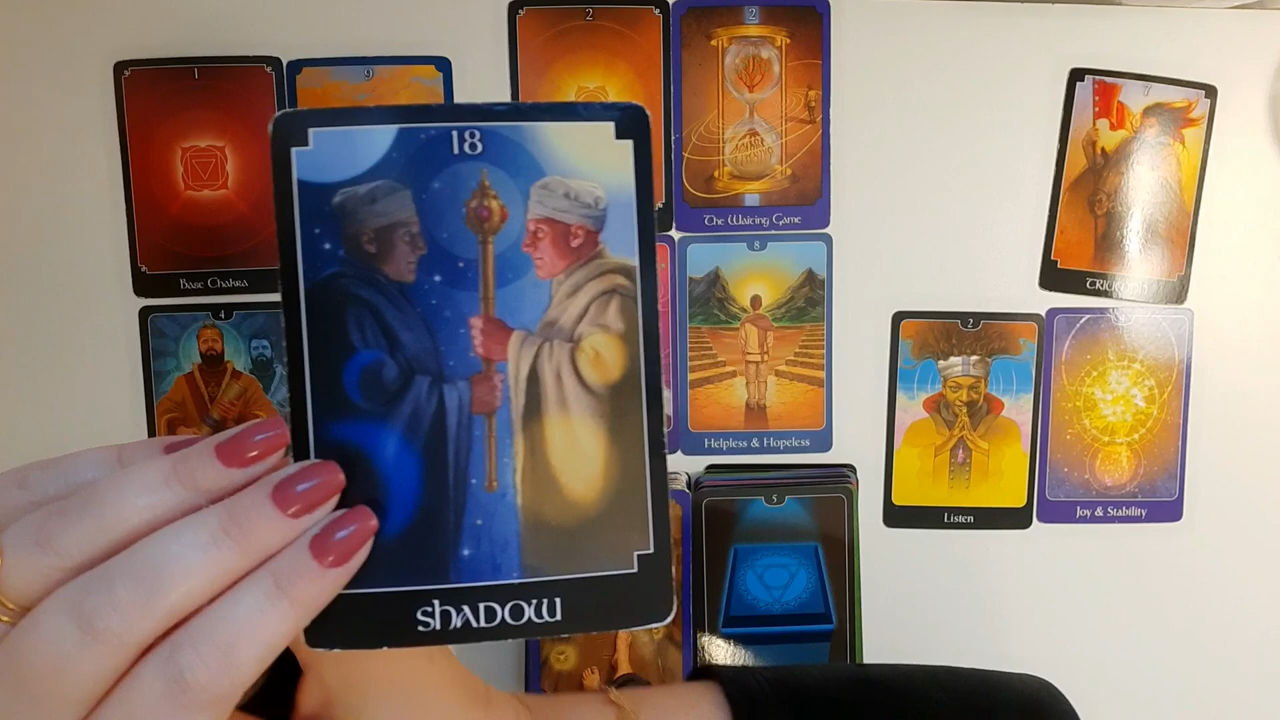 1
Base Chakra
9
2
2
The Waiting Game
18
SHADOW
4
8
Helpless & Hopeless
5
7
TRIUMPH
2
Listen
Joy & Stability